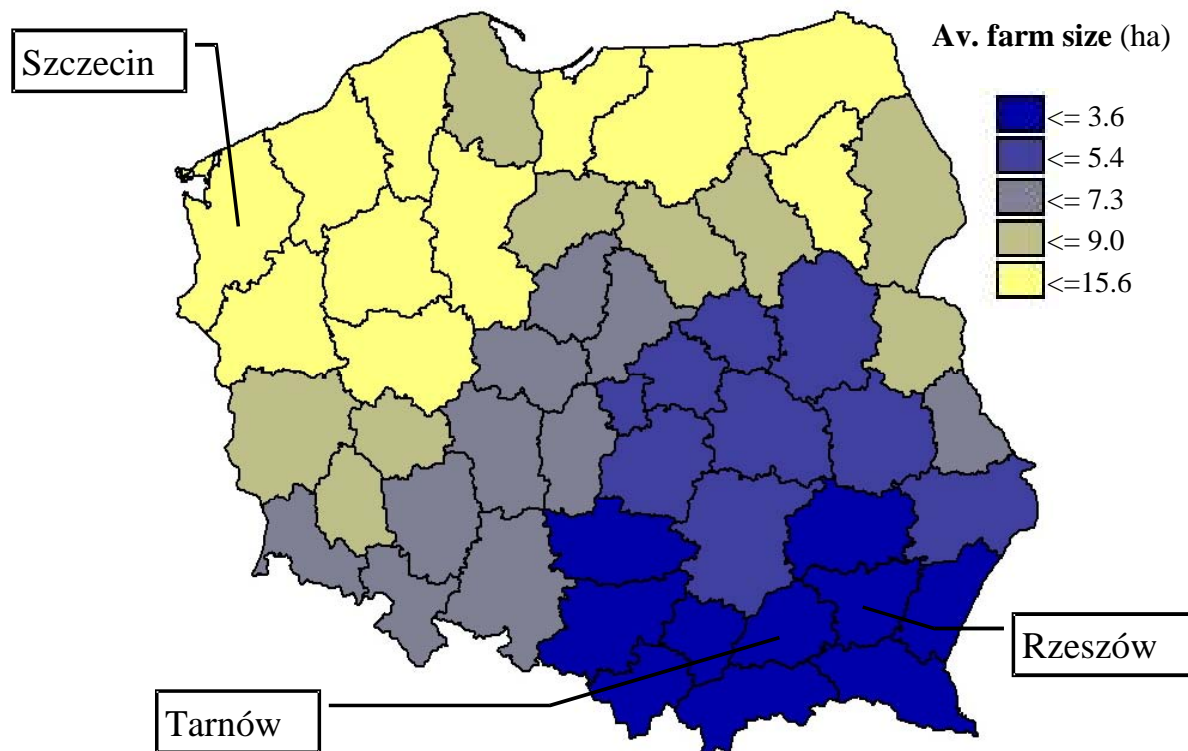 Av. farm size (ha)
Szczecin
<= 3.6
<= 5.4
<= 7.3
<= 9.0
<=15.6
Rzeszów
Tarnów